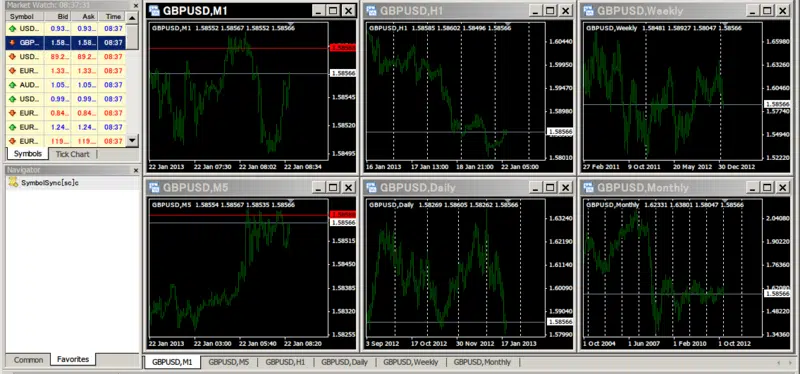 Market Watch: 08:37:31
Symbol Bid Ask Time
USD... 0.93... 0.93... 08:37
GBP... 1.58... 1.58... 08:37
USD... 89.2... 89.2... 08:37
EUR... 1.33... 1.33... 08:37
AUD... 1.05... 1.05... 08:37
USD... 0.99... 0.99... 08:37
EUR... 0.84... 0.84... 08:37
EUR... 1.24... 1.24... 08:37
EUR... 119... 119... 08:37
Symbols Tick Chart
Navigator
SymbolSync[sc]c
Common Favorites
GBPUSD,M1
GBPUSD,M1 1.58552 1.58567 1.58552 1.58566
1.58566
1.58545
1.58520
1.58495
22 Jan 2013 22 Jan 07:30 22 Jan 08:02 22 Jan 08:34
GBPUSD,H1
GBPUSD,H1 1.58585 1.58602 1.58495 1.58566
1.60440
1.59950
1.59470
1.58980
1.58566
1.58010
16 Jan 2013 17 Jan 13:00 18 Jan 21:00 22 Jan 05:00
GBPUSD,Weekly
GBPUSD,Weekly 1.58481 1.58927 1.58047 1.58566
1.65980
1.62680
1.58566
1.54920
1.52220
27 Feb 2011 9 Oct 2011 20 May 2012 30 Dec 2012
GBPUSD,M5
GBPUSD,M5 1.58554 1.58567 1.58535 1.58566
1.58566
1.58515
1.58450
1.58385
1.58320
1.58255
22 Jan 2013 22 Jan 03:00 22 Jan 05:40 22 Jan 08:20
GBPUSD,Daily
GBPUSD,Daily 1.58269 1.58605 1.58262 1.58566
1.63240
1.62190
1.61140
1.60090
1.59040
1.58566
1.57990
3 Sep 2012 17 Oct 2012 30 Nov 2012 17 Jan 2013
GBPUSD,Monthly
GBPUSD,Monthly 1.62331 1.63801 1.58047 1.58566
2.04080
1.90220
1.76220
1.62080
1.58566
1.34360
1 Oct 2004 1 Jun 2007 1 Feb 2010 1 Oct 2012
GBPUSD,M1 GBPUSD,M5 GBPUSD,H1 GBPUSD,Daily GBPUSD,Weekly GBPUSD,Monthly